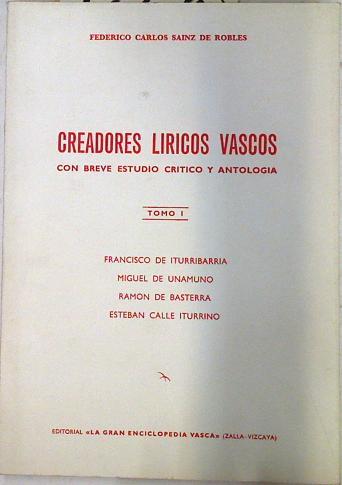 FEDERICO CARLOS SAINZ DE ROBLES
CREADORES LIRICOS VASCOS
CON BREVE ESTUDIO CRITICO Y ANTOLOGIA
TOMO I
FRANCISCO DE ITURRIBARRIA
MIGUEL DE UNAMUNO
RAMON DE BASTERRA
ESTEBAN CALLE ITURRINO
EDITORIAL «LA GRAN ENCICLOPEDIA VASCA» (ZALLA-VIZCAYA)